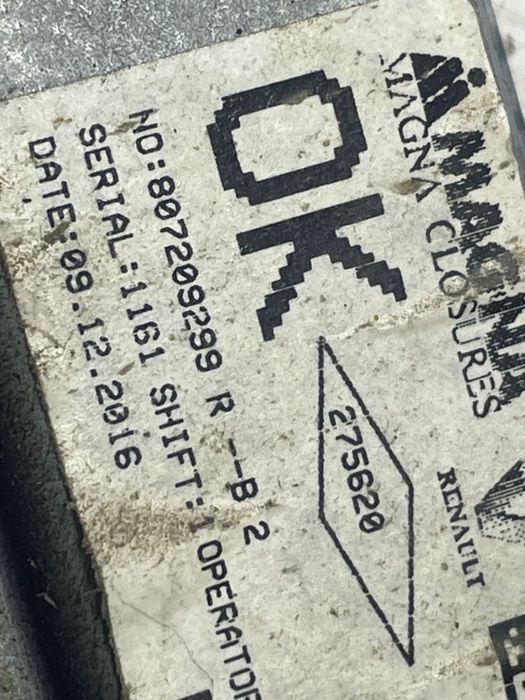 MAGNA
MAGNA CLOSURES
RENAULT
OK
275620
NO:807209299 R --B 2
SERIAL:1161 SHIFT:1 OPERATOR
DATE:09.12.2016